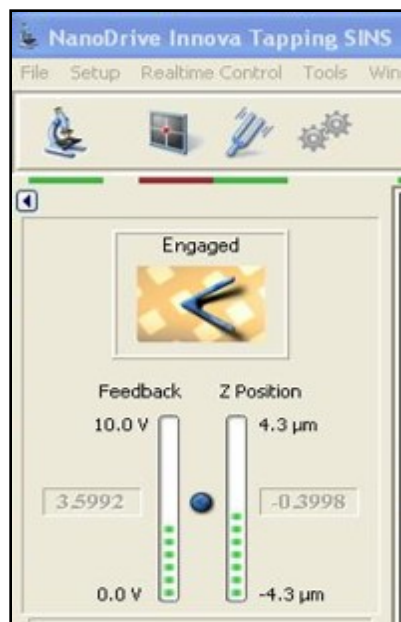 NanoDrive Innova Tapping SINS
File Setup Realtime Control Tools Win
Engaged
Feedback Z Position
10.0 V 4.3 µm
3.5992 -0.3998
0.0 V -4.3 µm